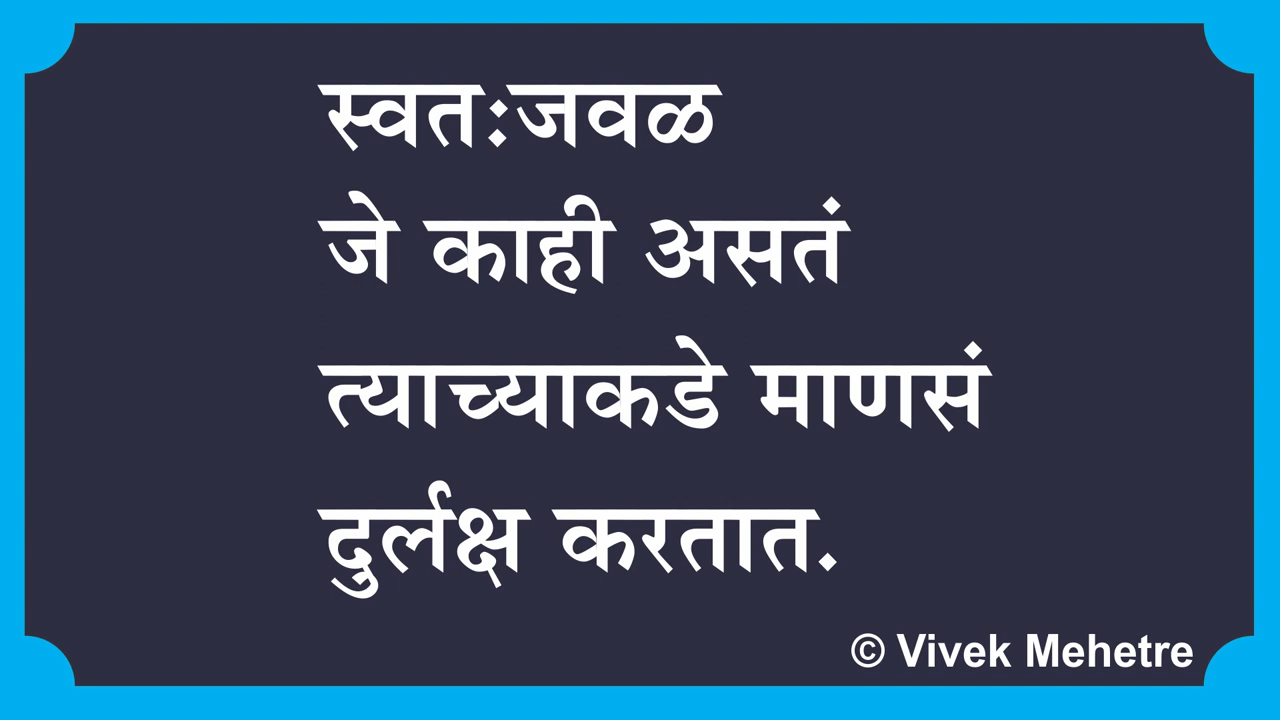 स्वतःजवळ
जे काही असतं
त्याच्याकडे माणसं
दुर्लक्ष करतात.
© Vivek Mehetre